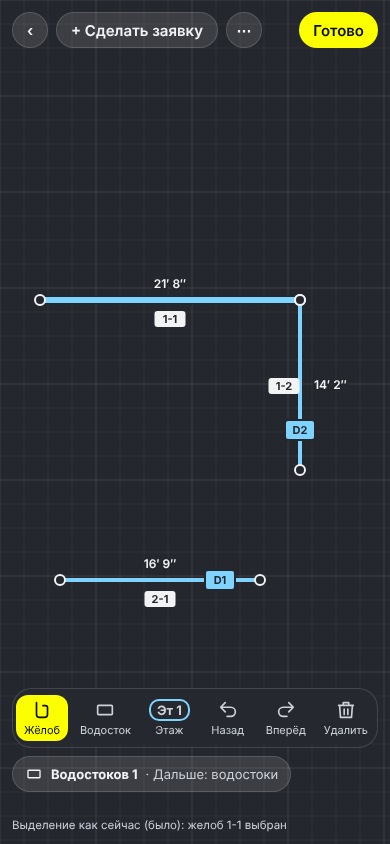 ‹
+ Сделать заявку
⋯
Готово
21′ 8″
1-1
1-2
14′ 2″
D2
16′ 9″
D1
2-1
Жёлоб
Водосток
Эт 1
Этаж
Назад
Вперёд
Удалить
Водостоков 1 · Дальше: водостоки
Выделение как сейчас (было): желоб 1-1 выбран